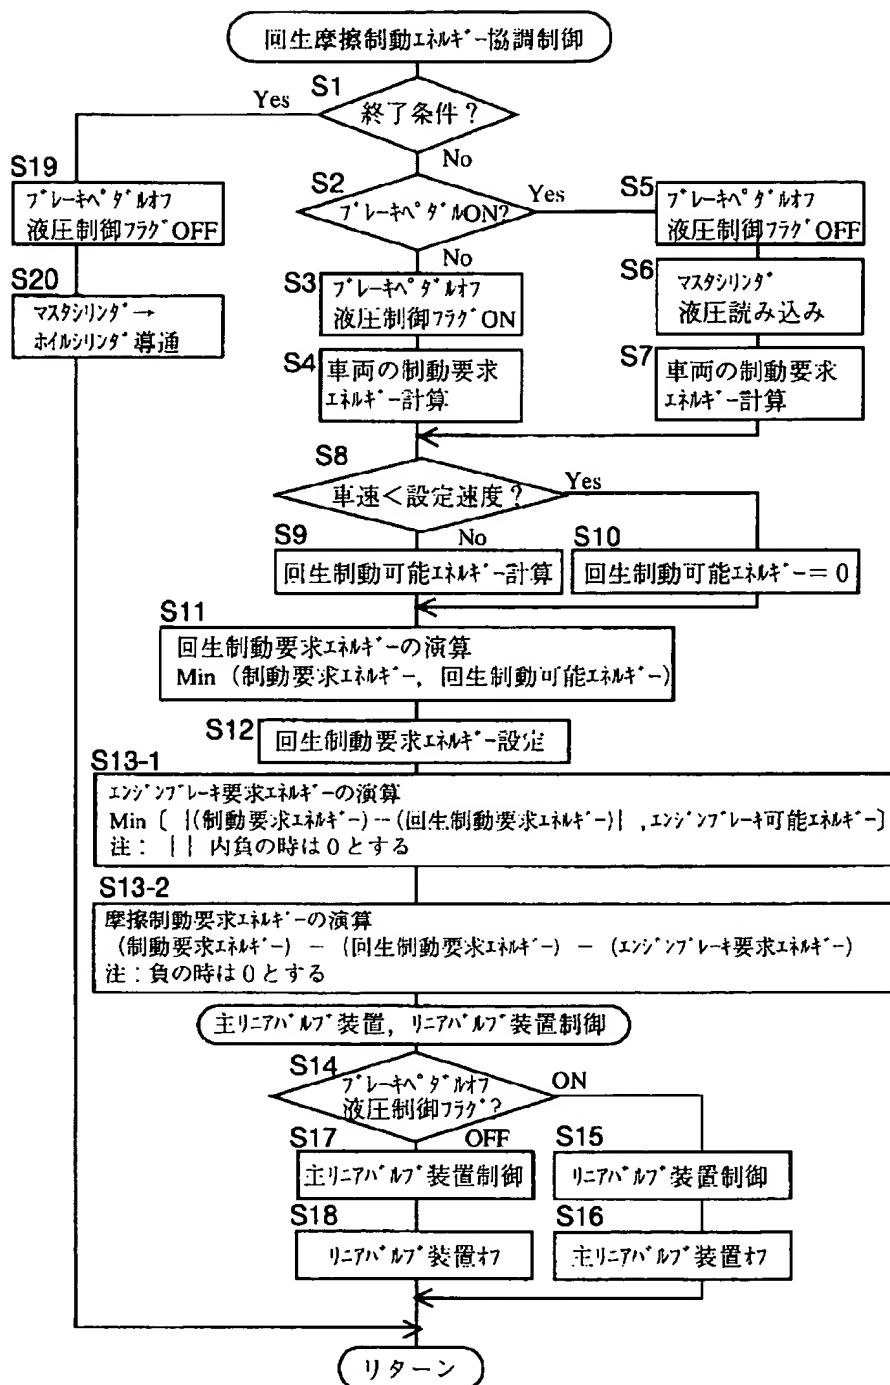 回生摩擦制動エネルギー協調制御
S1
終了条件？
Yes
No
S19
ブレーキペダルオフ
液圧制御フラグOFF
S20
マスタシリンダ→
ホイルシリンダ導通
S2
ブレーキペダルON?
Yes
No
S3
ブレーキペダルオフ
液圧制御フラグON
S4
車両の制動要求
エネルギー計算
S5
ブレーキペダルオフ
液圧制御フラグOFF
S6
マスタシリンダ
液圧読み込み
S7
車両の制動要求
エネルギー計算
S8
車速＜設定速度？
Yes
No
S9
回生制動可能エネルギー計算
S10
回生制動可能エネルギー＝０
S11
回生制動要求エネルギーの演算
Min（制動要求エネルギー，回生制動可能エネルギー）
S12
回生制動要求エネルギー設定
S13-1
エンジンブレーキ要求エネルギーの演算
Min〔｛(制動要求エネルギー)−(回生制動要求エネルギー)｝，エンジンブレーキ可能エネルギー〕
注：｛｝内負の時は０とする
S13-2
摩擦制動要求エネルギーの演算
（制動要求エネルギー）−（回生制動要求エネルギー）−（エンジンブレーキ要求エネルギー）
注：負の時は０とする
主リニアバルブ装置，リニアバルブ装置制御
S14
ブレーキペダルオフ
液圧制御フラグ？
ON
OFF
S17
主リニアバルブ装置制御
S18
リニアバルブ装置オフ
S15
リニアバルブ装置制御
S16
主リニアバルブ装置オフ
リターン